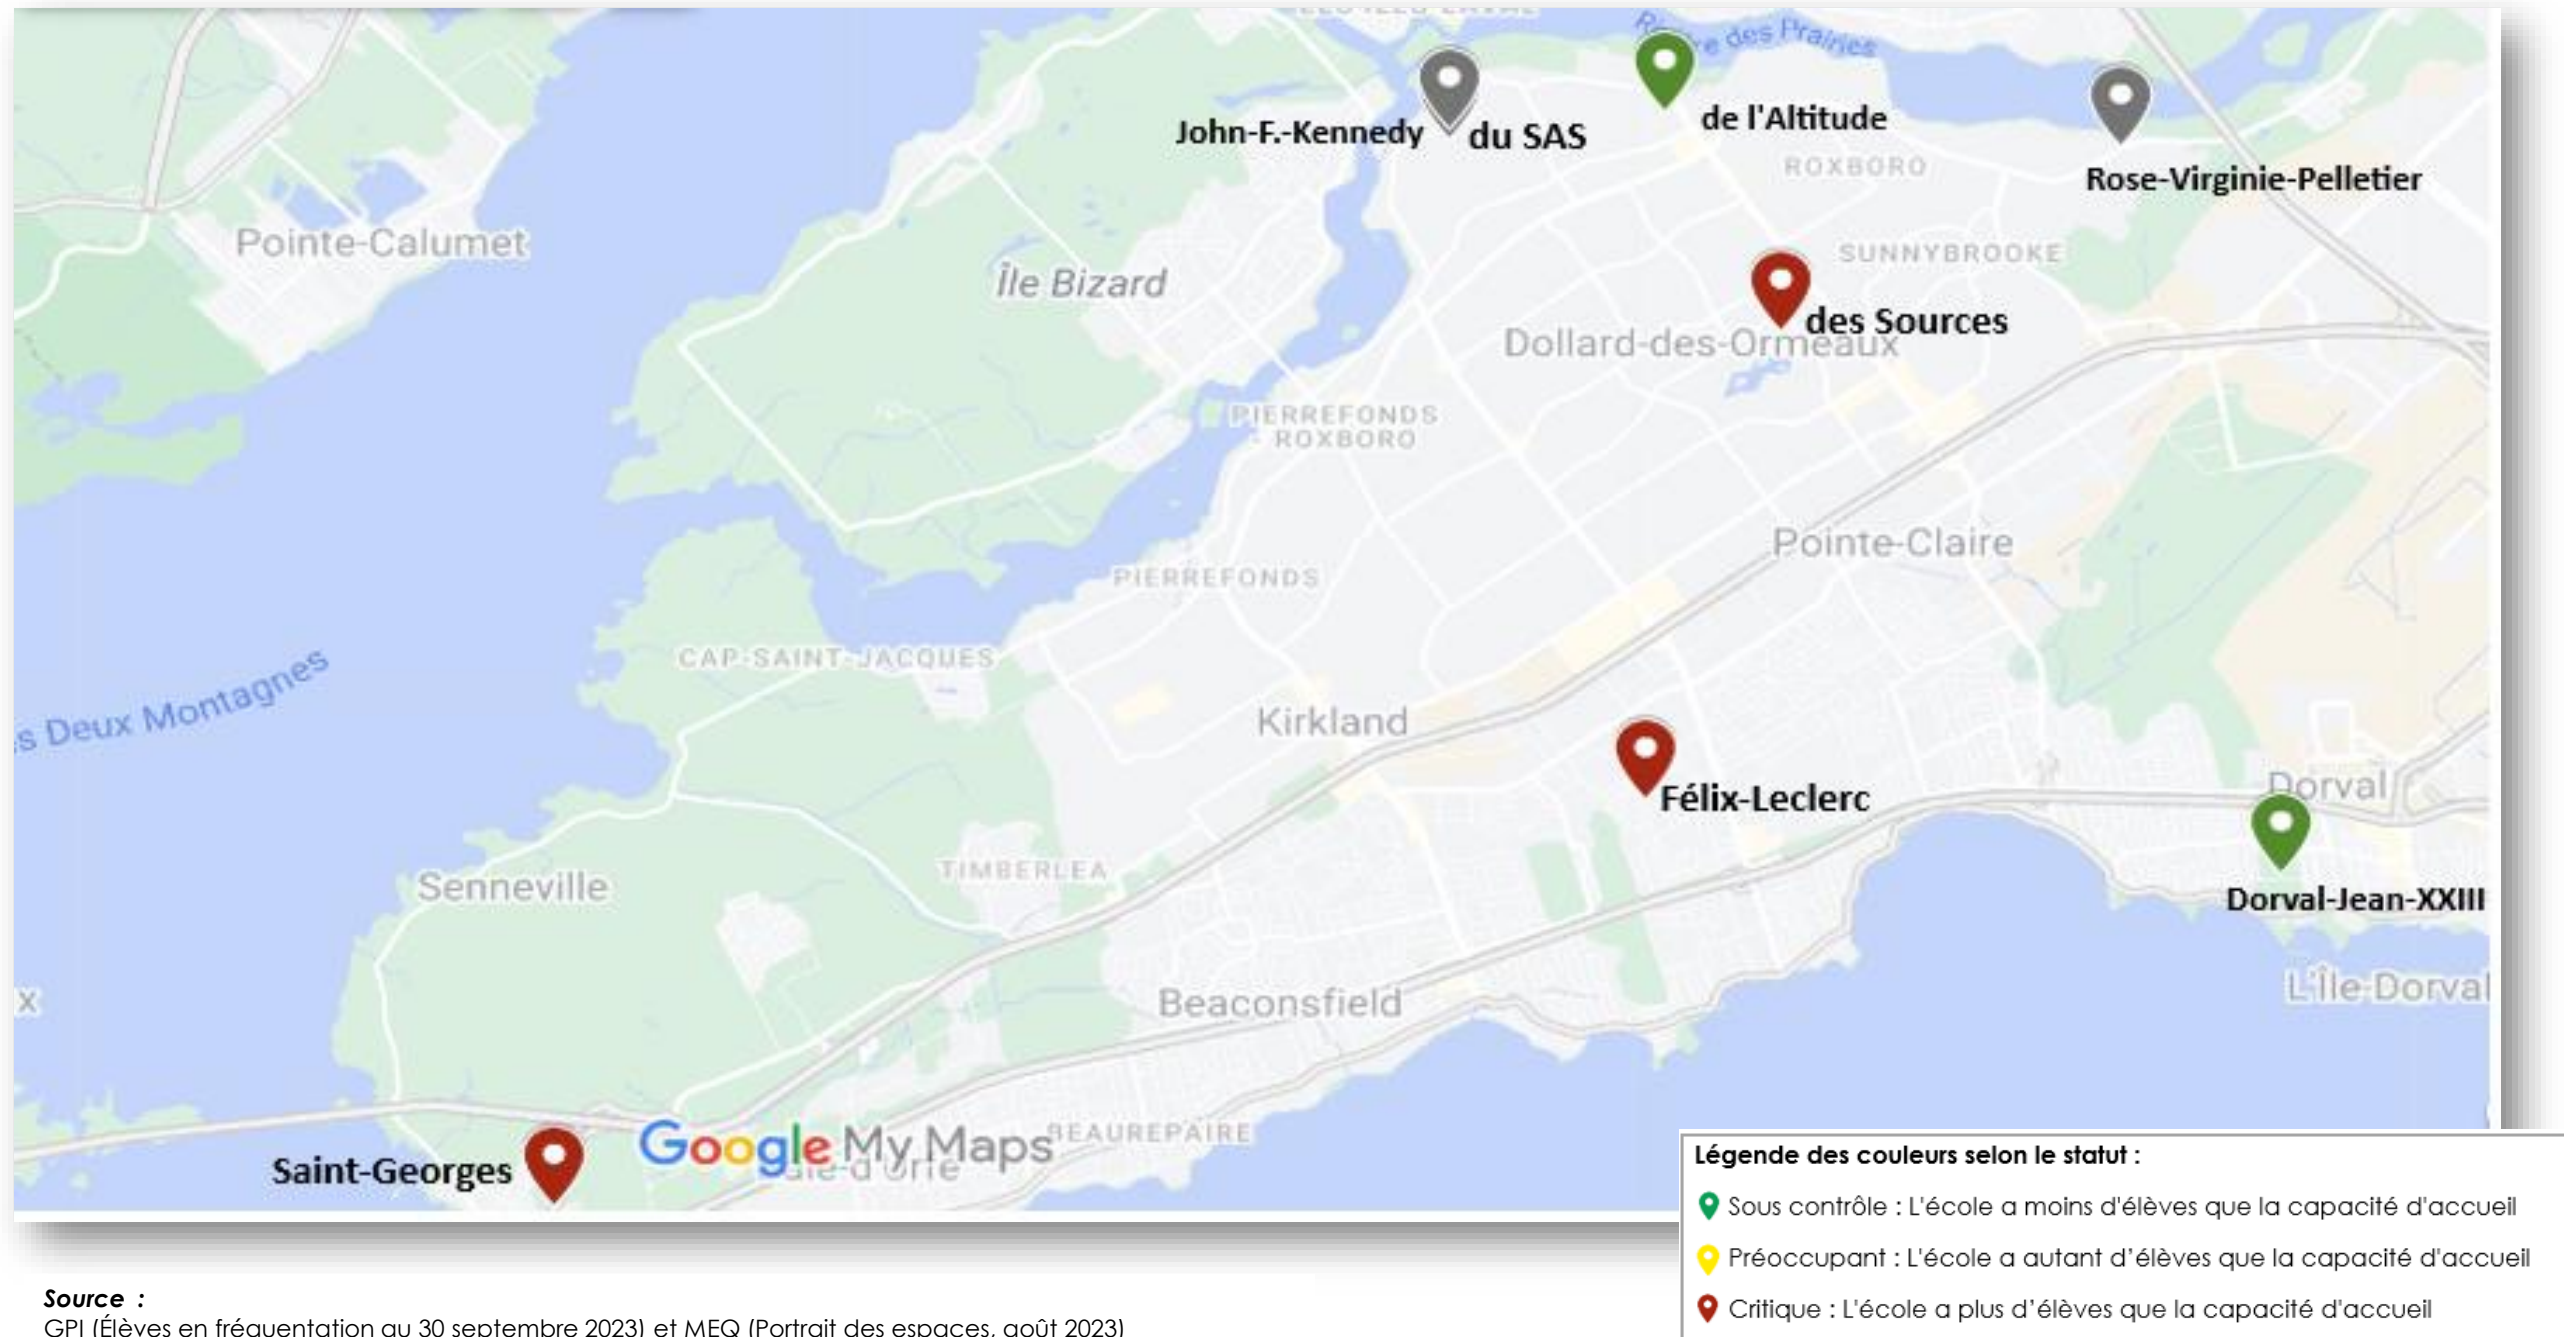 Rivière des Prairies
John-F.-Kennedy
du SAS
de l'Altitude
ROXBORO
Rose-Virginie-Pelletier
Pointe-Calumet
Île Bizard
SUNNYBROOKE
des Sources
Dollard-des-Ormeaux
PIERREFONDS
ROXBORO
Pointe-Claire
PIERREFONDS
CAP-SAINT-JACQUES
s Deux Montagnes
Kirkland
Félix-Leclerc
Dorval
TIMBERLEA
Senneville
Dorval-Jean-XXIII
L'Île-Dorval
x
Beaconsfield
BEAUREPAIRE
Google My Maps
Saint-Georges
Légende des couleurs selon le statut :
Sous contrôle : L'école a moins d'élèves que la capacité d'accueil
Préoccupant : L'école a autant d'élèves que la capacité d'accueil
Critique : L'école a plus d'élèves que la capacité d'accueil
Source :
GPI (Élèves en fréquentation au 30 septembre 2023) et MEQ (Portrait des espaces, août 2023)